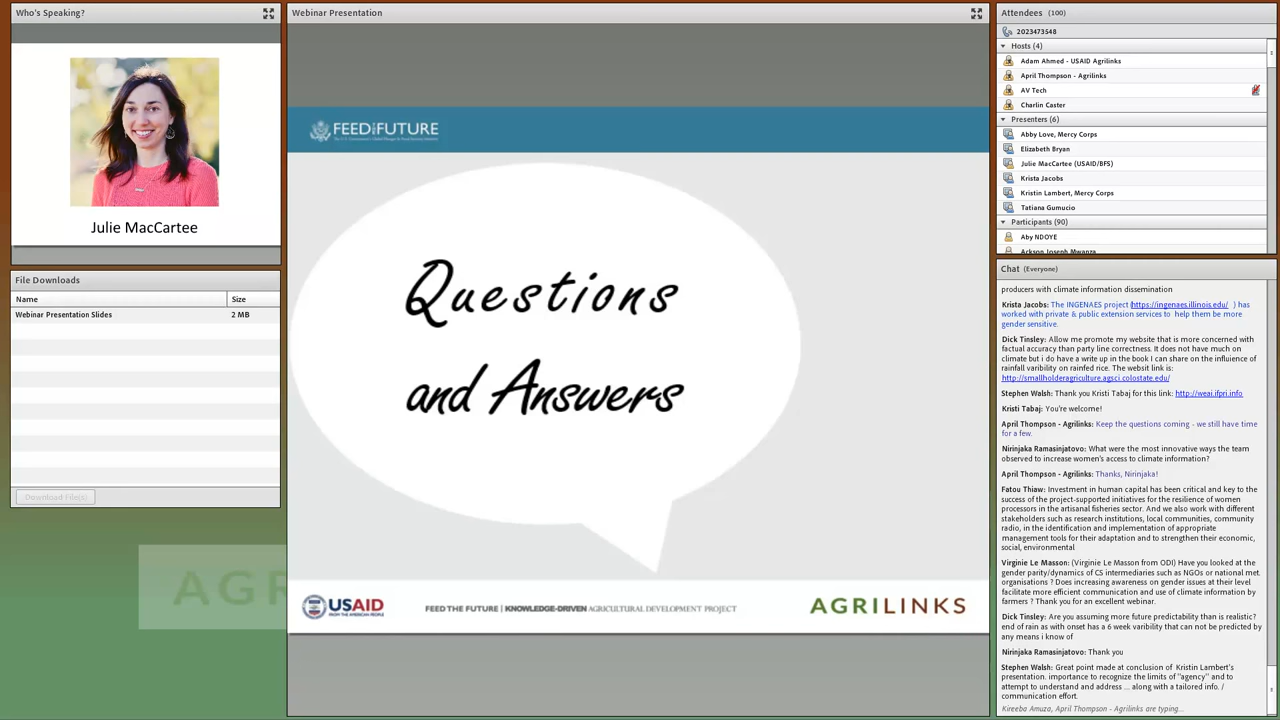 Who's Speaking?
Julie MacCartee
File Downloads
Name Size
Webinar Presentation Slides 2 MB
Download File(s)
AGR
Webinar Presentation
FEED THE FUTURE
Questions
and Answers
USAID
FROM THE AMERICAN PEOPLE
FEED THE FUTURE | KNOWLEDGE-DRIVEN AGRICULTURAL DEVELOPMENT PROJECT
AGRILINKS
Attendees (100)
2023473548
Hosts (4)
Adam Ahmed - USAID Agrilinks
April Thompson - Agrilinks
AV Tech
Charlin Caster
Presenters (6)
Abby Love, Mercy Corps
Elizabeth Bryan
Julie MacCartee (USAID/BFS)
Krista Jacobs
Kristin Lambert, Mercy Corps
Tatiana Gumucio
Participants (90)
Aby NDOYE
Ackson Joseph Mwanza
Chat (Everyone)
producers with climate information dissemination
Krista Jacobs: The INGENAES project (https://ingenaes.illinois.edu/ ) has
worked with private & public extension services to help them be more
gender sensitive.
Dick Tinsley: Allow me promote my website that is more concerned with
factual accuracy than party line correctness. It does not have much on
climate but i do have a write up in the book I can share on the influience of
rainfall varibility on rainfed rice. The website link is:
http://smallholderagriculture.agsci.colostate.edu/
Stephen Walsh: Thank you Kristi Tabaj for this link: http://weai.ifpri.info
Kristi Tabaj: You're welcome!
April Thompson - Agrilinks: Keep the questions coming - we still have time
for a few.
Nirinjaka Ramasinjatovo: What were the most innovative ways the team
observed to increase women's access to climate information?
April Thompson - Agrilinks: Thanks, Nirinjaka!
Fatou Thiaw: Investment in human capital has been critical and key to the
success of the project-supported initiatives for the resilience of women
processors in the artisanal fisheries sector. And we also work with different
stakeholders such as research institutions, local communities, community
radio, in the identification and implementation of appropriate
management tools for their adaptation and to strengthen their economic,
social, environmental
Virginie Le Masson: (Virginie Le Masson from ODI) Have you looked at the
gender parity/dynamics of CS intermediaries such as NGOs or national met.
organisations ? Does increasing awareness on gender issues at their level
facilitate more efficient communication and use of climate information by
farmers ? Thank you for an excellent webinar.
Dick Tinsley: Are you assuming more future predictability than is realistic?
end of rain as with onset has a 6 week varibility that can not be predicted by
any means i know of
Nirinjaka Ramasinjatovo: Thank you
Stephen Walsh: Great point made at conclusion of Kristin Lambert's
presentation. importance to recognize the limits of "agency" and to
attempt to understand and address ... along with a tailored info. /
communication effort.
Kireeba Amuza, April Thompson - Agrilinks are typing...